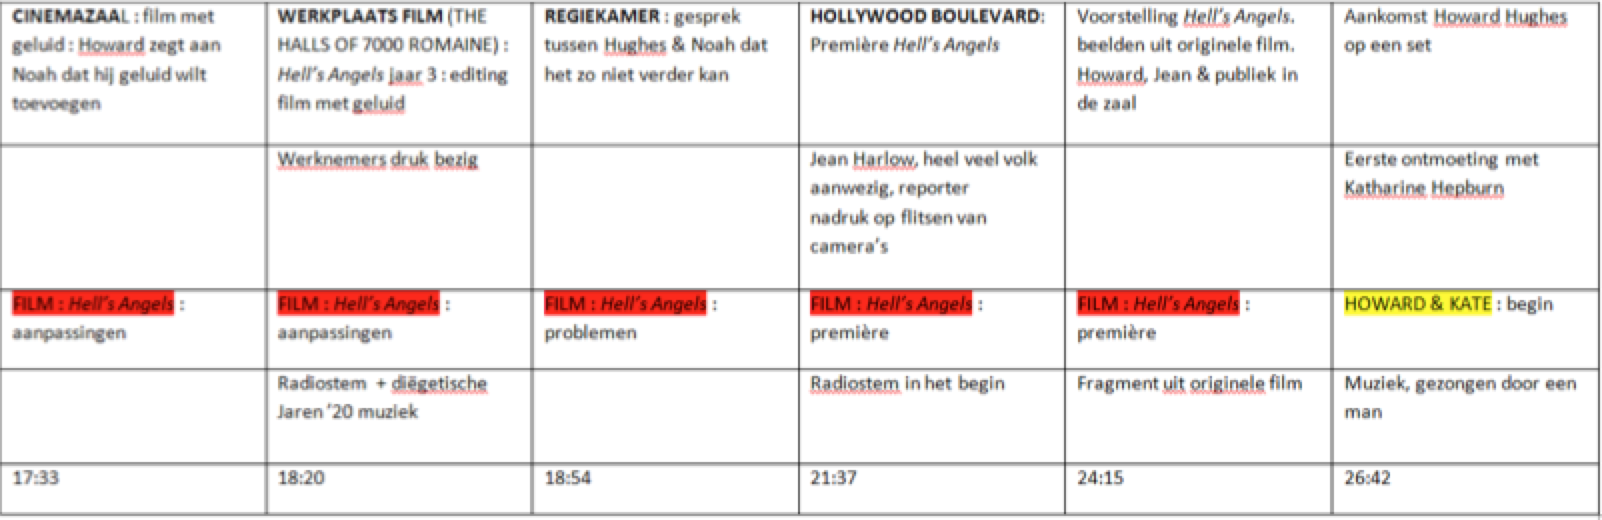 CINEMAZAAL : film met
geluid : Howard zegt aan
Noah dat hij geluid wilt
toevoegen
WERKPLAATS FILM (THE
HALLS OF 7000 ROMAINE) :
Hell's Angels jaar 3 : editing
film met geluid
REGIEKAMER : gesprek
tussen Hughes & Noah dat
het zo niet verder kan
HOLLYWOOD BOULEVARD:
Première Hell's Angels
Voorstelling Hell's Angels.
beelden uit originele film.
Howard, Jean & publiek in
de zaal
Aankomst Howard Hughes
op een set
Werknemers druk bezig
Jean Harlow, heel veel volk
aanwezig, reporter
nadruk op flitsen van
camera's
Eerste ontmoeting met
Katharine Hepburn
FILM : Hell's Angels :
aanpassingen
FILM : Hell's Angels :
aanpassingen
FILM : Hell's Angels :
problemen
FILM : Hell's Angels :
première
FILM : Hell's Angels :
première
HOWARD & KATE : begin
Radiostem + diëgetische
Jaren '20 muziek
Radiostem in het begin
Fragment uit originele film
Muziek, gezongen door een
man
17:33
18:20
18:54
21:37
24:15
26:42